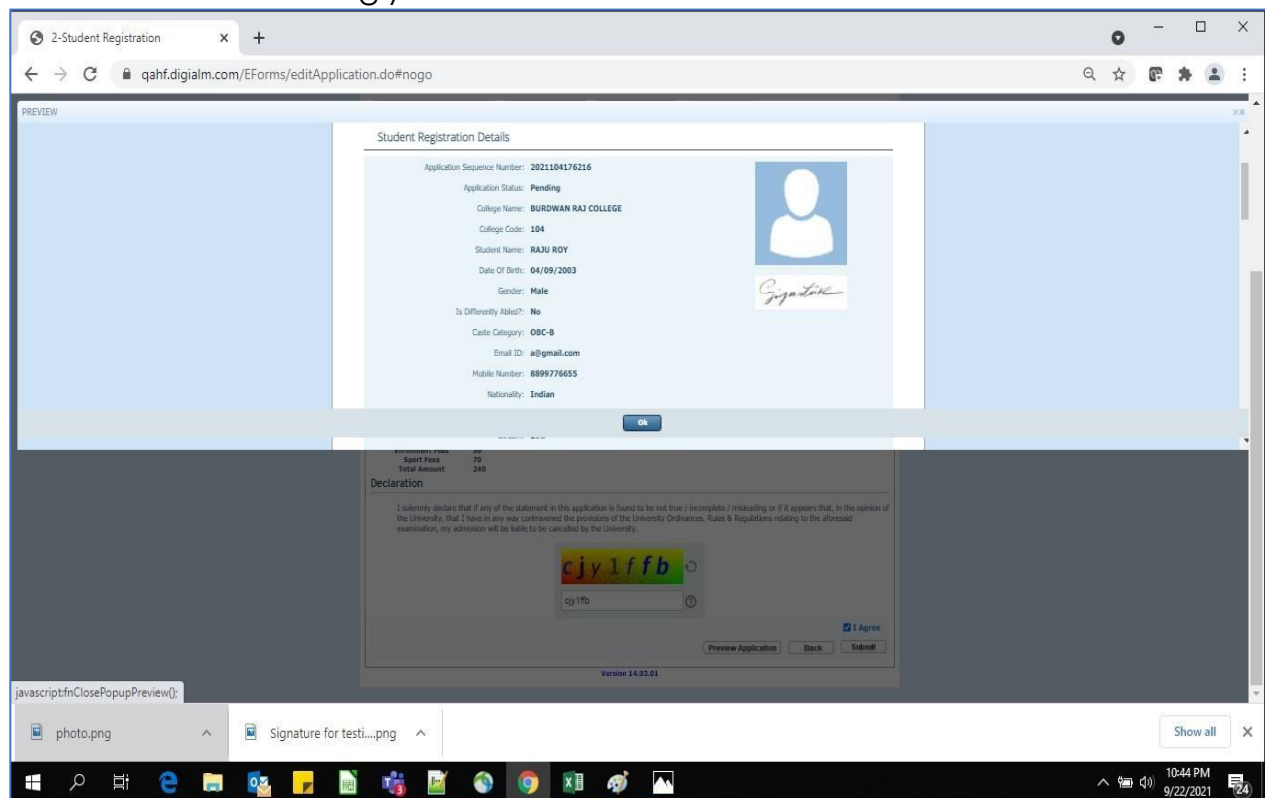 2-Student Registration
qahf.digialm.com/EForms/editApplication.do#nogo
PREVIEW
Student Registration Details
Application Sequence Number: 2021104176216
Application Status: Pending
College Name: BURDWAN RAJ COLLEGE
College Code: 104
Student Name: RAJU ROY
Date Of Birth: 04/09/2003
Gender: Male
Is Differently Abled?: No
Caste Category: OBC-B
Email ID: a@gmail.com
Mobile Number: 8899776655
Nationality: Indian
Signature
Ok
Sport Fees 70
Total Amount 240
Declaration
I solemnly declare that if any of the statement in this application is found to be not true / incomplete / misleading or if it appears that, in the opinion of
the University, that I have in any way contravened the provisions of the University Ordinances, Rules & Regulations relating to the aforesaid
examination, my admission will be liable to be cancelled by the University.
cjy1ffb
cjy1ffb
I Agree
Preview Application Back Submit
Version 14.03.01
javascript:fnClosePopupPreview();
photo.png Signature for testi....png Show all
10:44 PM
9/22/2021
24